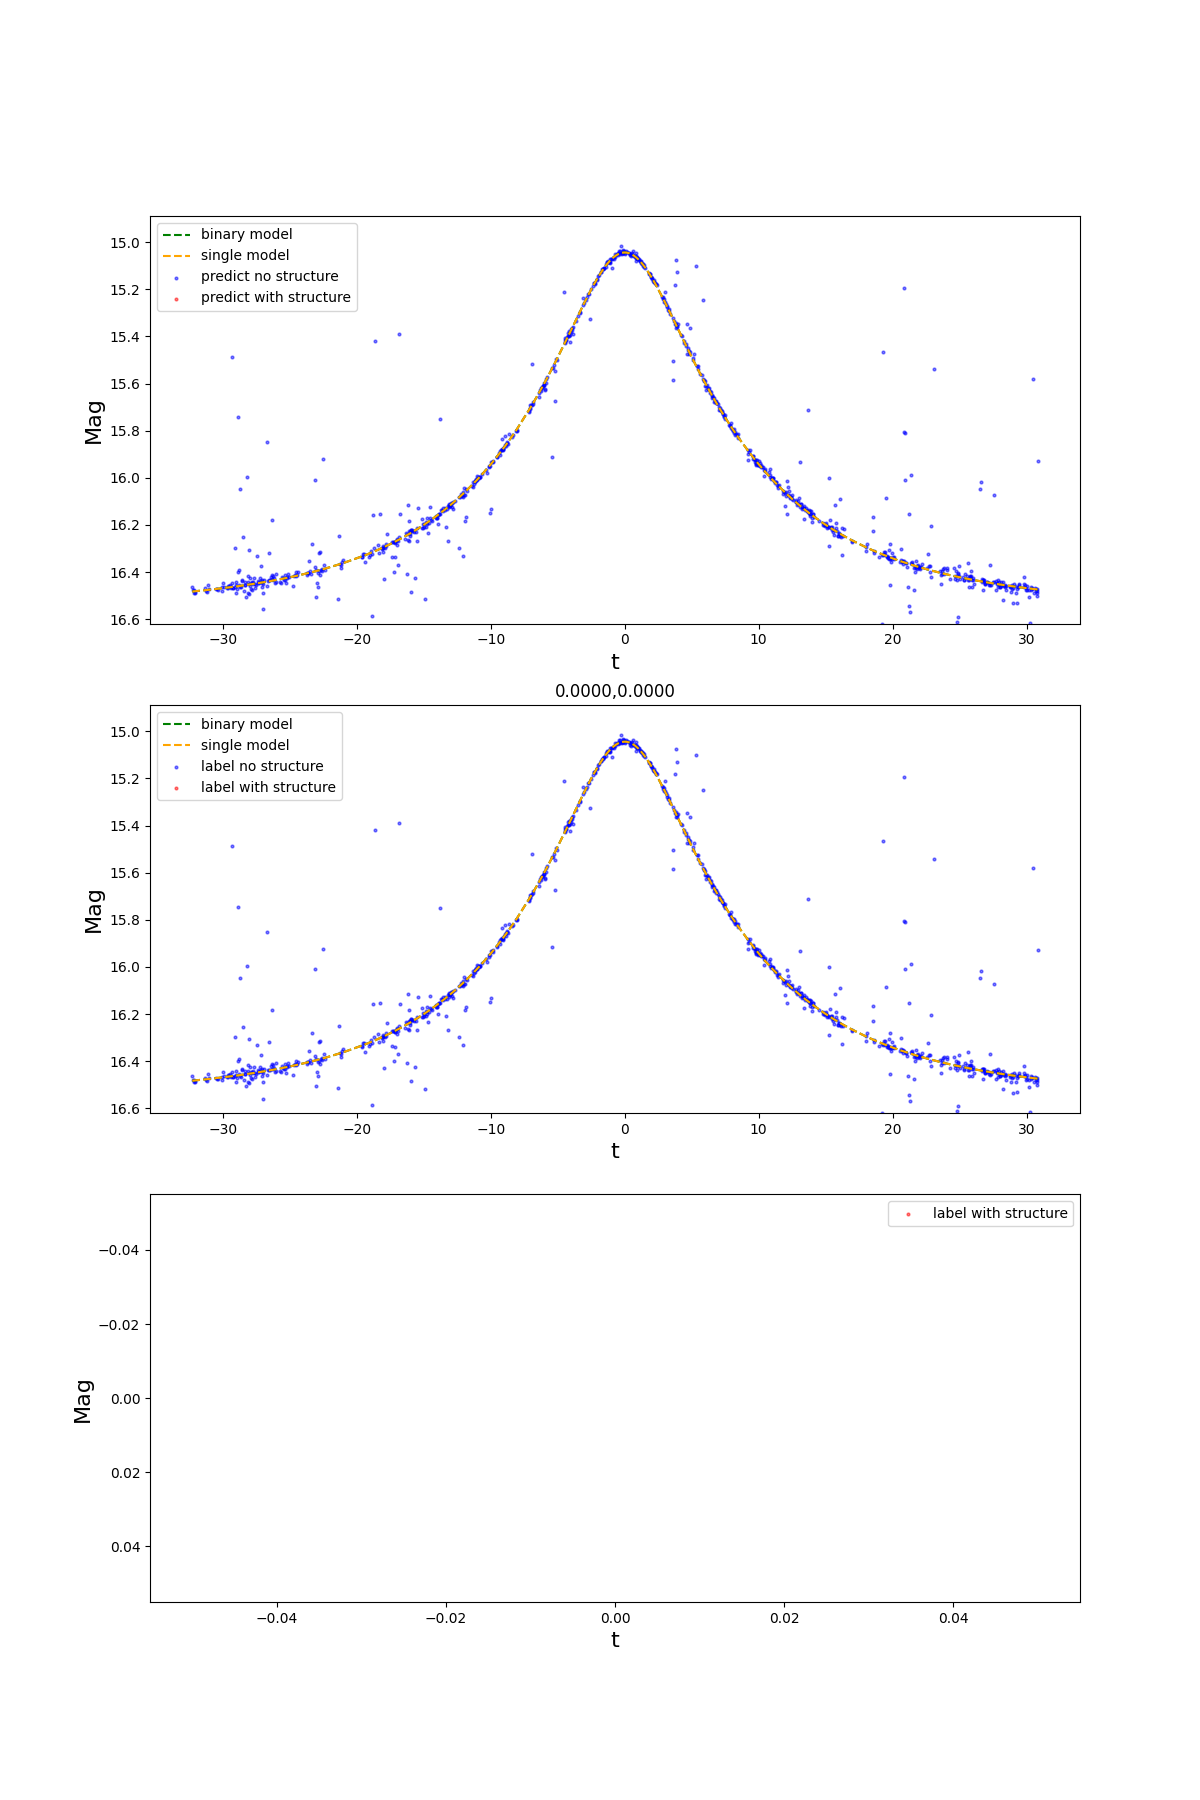 binary model
single model
predict no structure
predict with structure
15.0
15.2
15.4
15.6
15.8
16.0
16.2
16.4
16.6
Mag
−30 −20 −10 0 10 20 30
t
0.0000,0.0000
binary model
single model
label no structure
label with structure
15.0
15.2
15.4
15.6
15.8
16.0
16.2
16.4
16.6
Mag
−30 −20 −10 0 10 20 30
t
label with structure
−0.04
−0.02
0.00
0.02
0.04
Mag
−0.04 −0.02 0.00 0.02 0.04
t